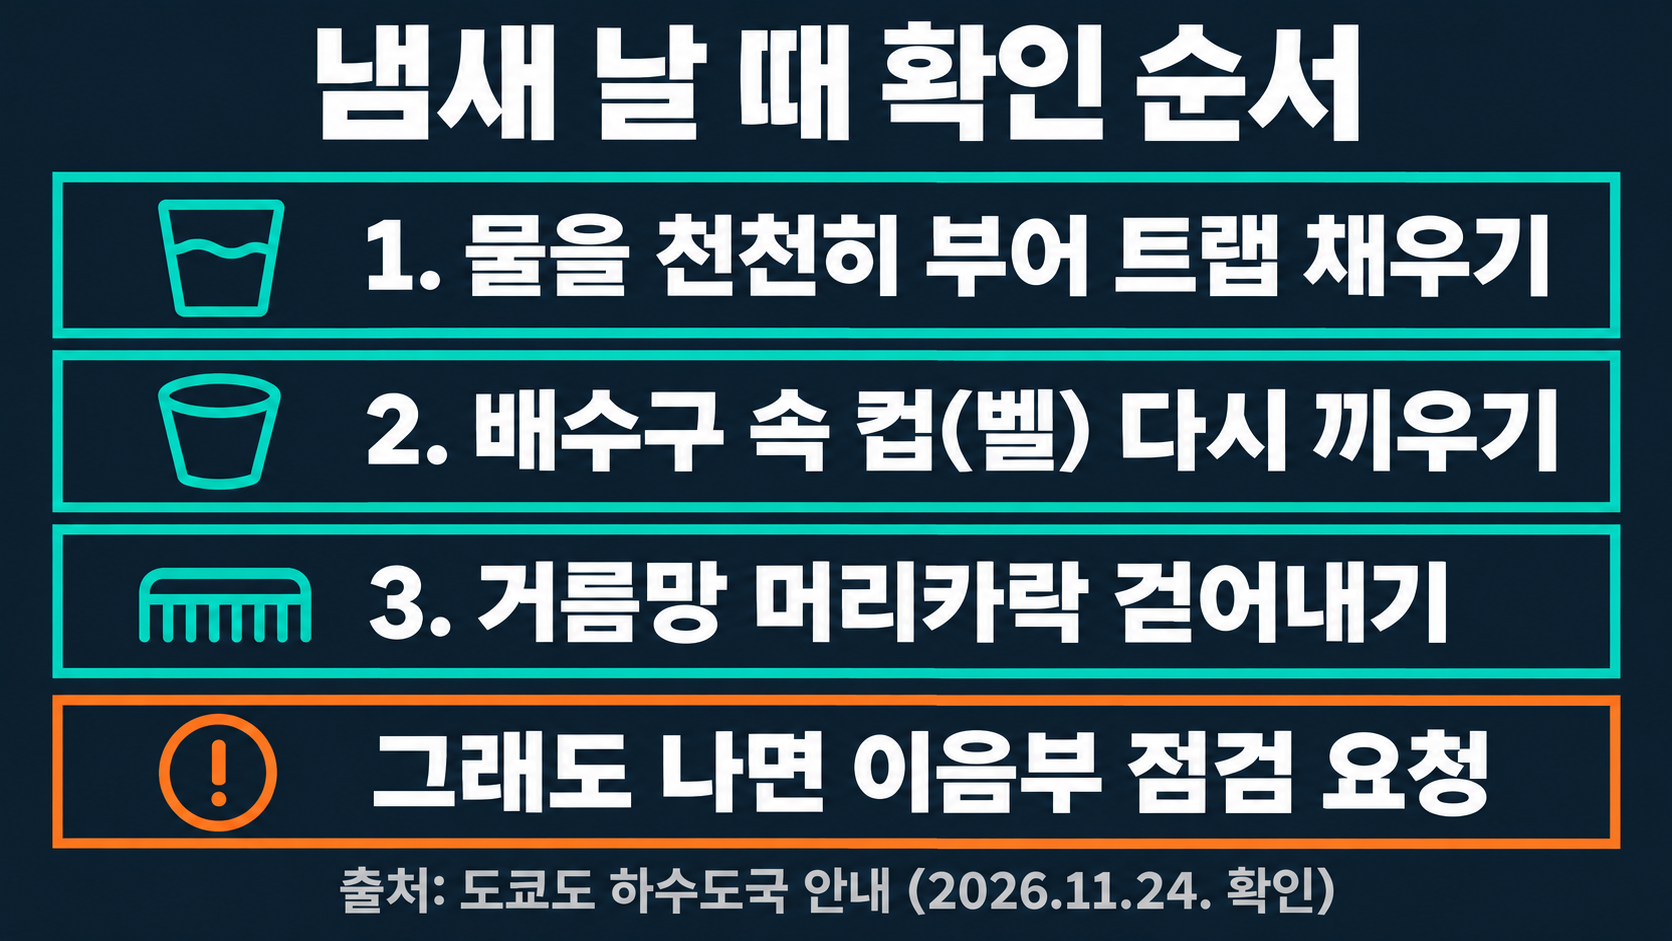 냄새 날 때 확인 순서
1. 물을 천천히 부어 트랩 채우기
2. 배수구 속 컵(벨) 다시 끼우기
3. 거름망 머리카락 걷어내기
그래도 나면 이음부 점검 요청
출처: 도쿄도 하수도국 안내 (2026.11.24. 확인)